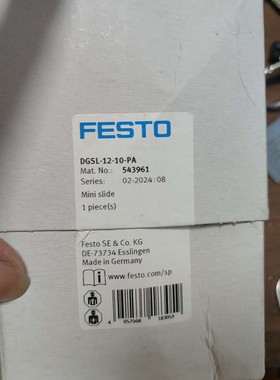 FESTO
DGSL-12-10-PA
Mat. No.: 543961
Series: 02-2024:08
Mini slide
1 piece(s)
Festo SE & Co. KG
DE-73734 Esslingen
Made in Germany
www.festo.com/sp